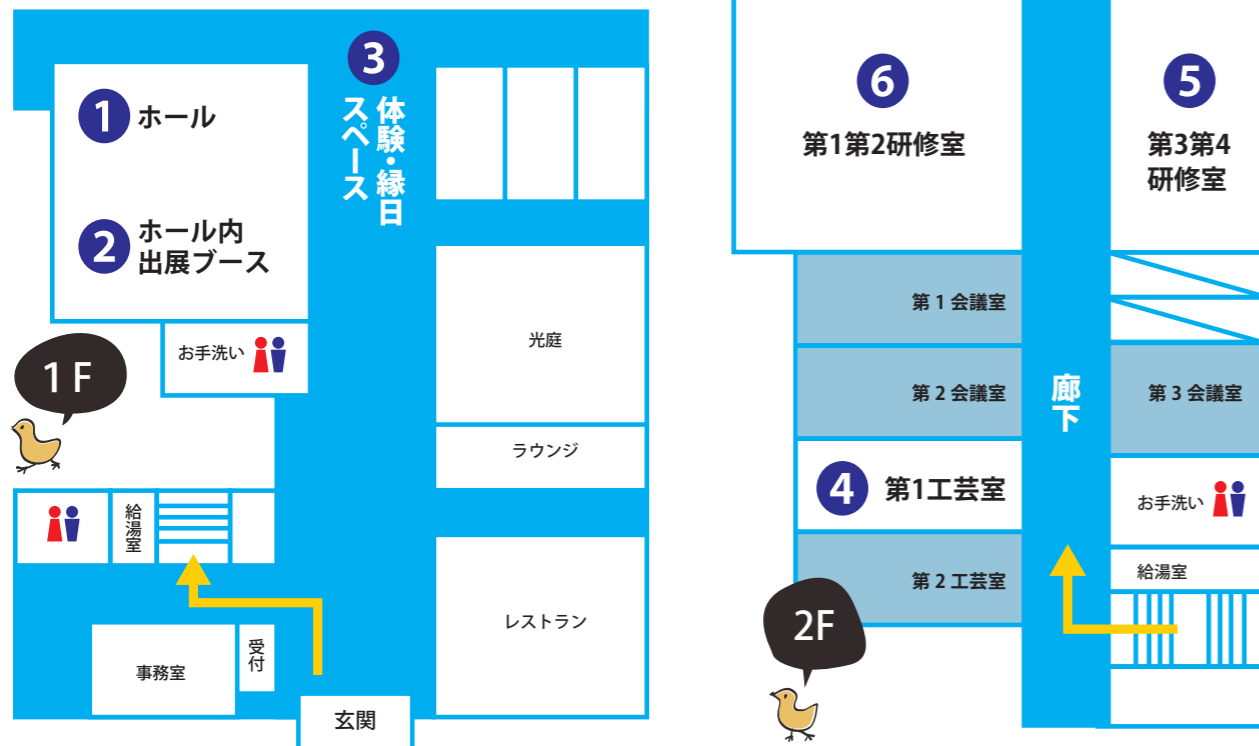 3
体験・縁日
スペース
1 ホール
2 ホール内
出展ブース
お手洗い
1F
光庭
ラウンジ
給湯室
レストラン
受付
事務室
玄関
6
第1第2研修室
5
第3第4
研修室
第1会議室
第2会議室
廊下
第3会議室
4 第1工芸室
お手洗い
第2工芸室
給湯室
2F